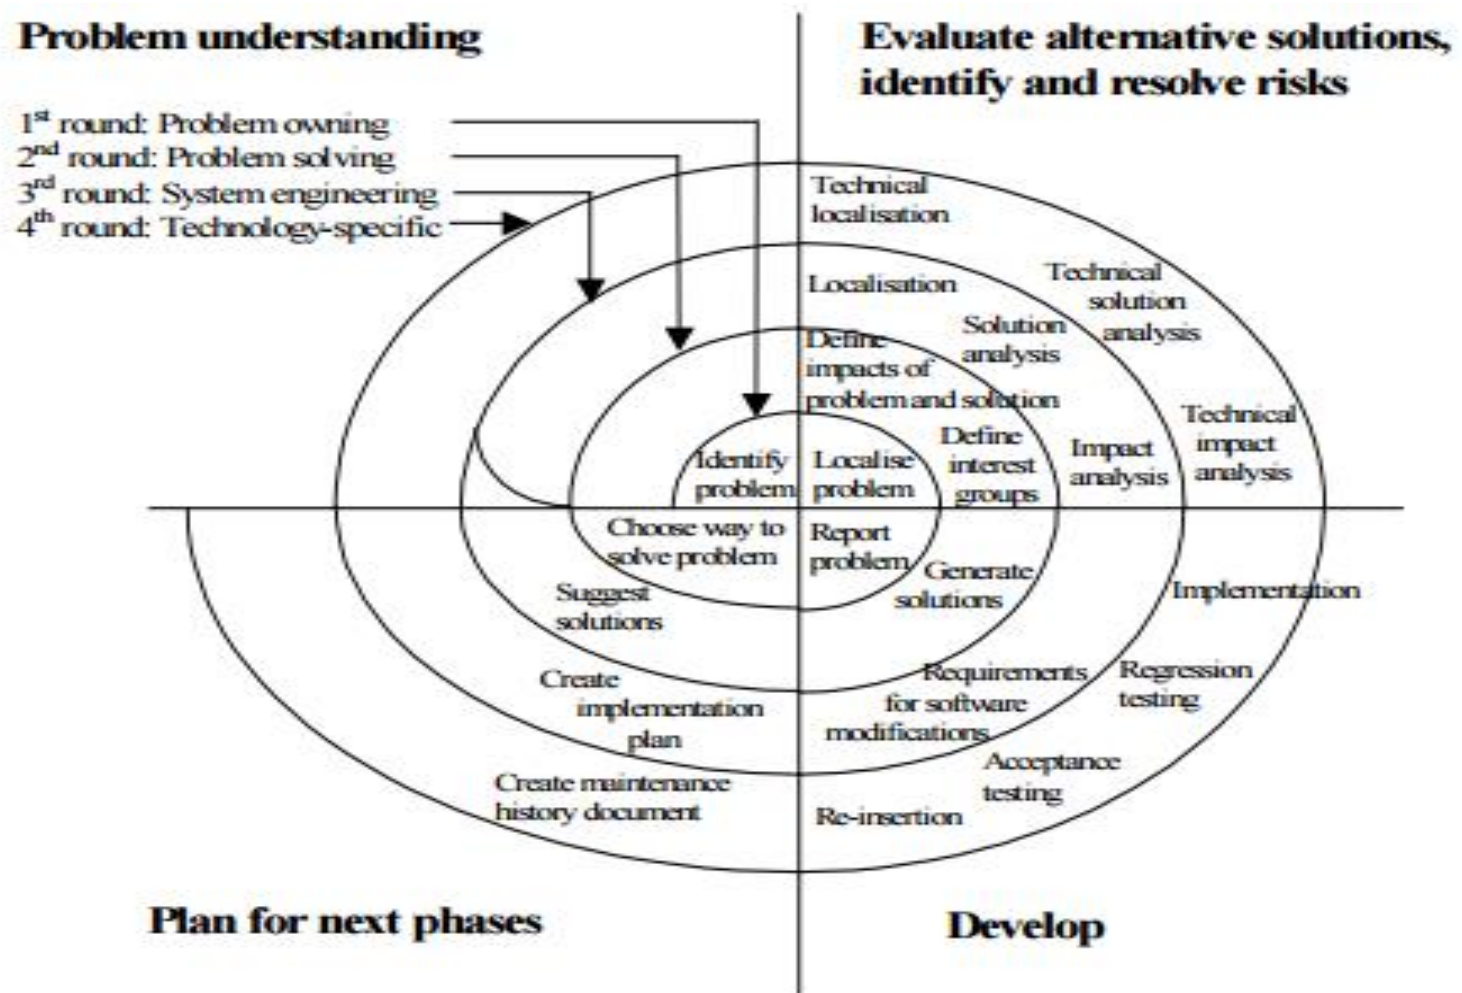 Problem understanding
Evaluate alternative solutions,
identify and resolve risks
1st round: Problem owning
2nd round: Problem solving
3rd round: System engineering
4th round: Technology-specific
Technical
localisation
Localisation
Technical
solution
analysis
Solution
analysis
Define
impacts of
problem and solution
Technical
impact
analysis
Define
interest
groups
Impact
analysis
Identify
problem
Localise
problem
Choose way to
solve problem
Report
problem
Generate
solutions
Suggest
solutions
Implementation
Create
implementation
plan
Requirements
for software
modifications
Regression
testing
Create maintenance
history document
Acceptance
testing
Re-insertion
Plan for next phases
Develop